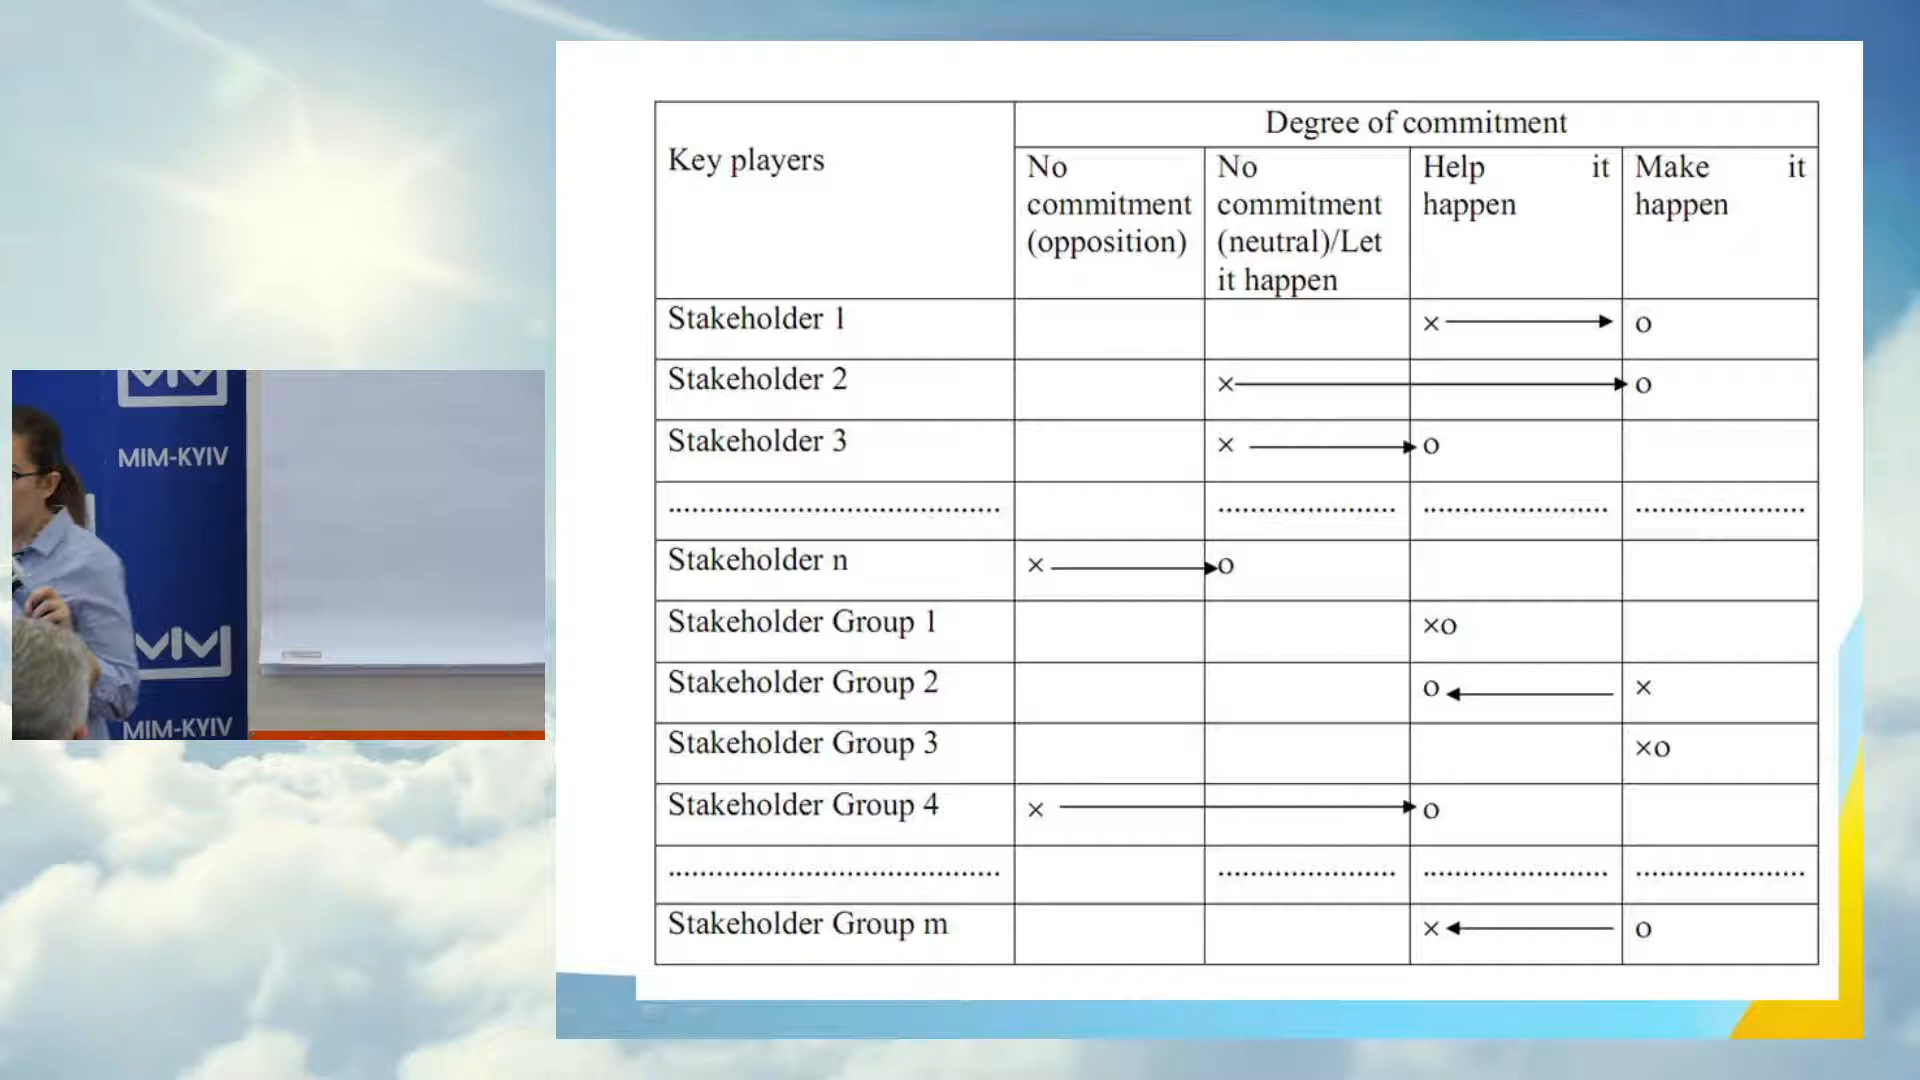 Key players
Degree of commitment
No
commitment
(opposition)
No
commitment
(neutral)/Let
it happen
Help it
happen
Make it
happen
Stakeholder 1
× o
Stakeholder 2
× o
Stakeholder 3
× o
........................................ ...................... ...................... .....................
Stakeholder n
× o
Stakeholder Group 1
×o
Stakeholder Group 2
o ×
Stakeholder Group 3
×o
Stakeholder Group 4
× o
........................................ ...................... ...................... .....................
Stakeholder Group m
× o
MIM-KYIV
MIM-KYIV